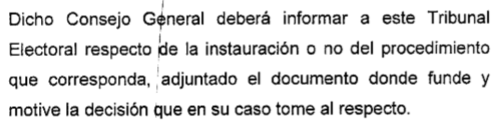 Dicho Consejo General deberá informar a este Tribunal
Electoral respecto de la instauración o no del procedimiento
que corresponda, adjuntado el documento donde funde y
motive la decisión que en su caso tome al respecto.